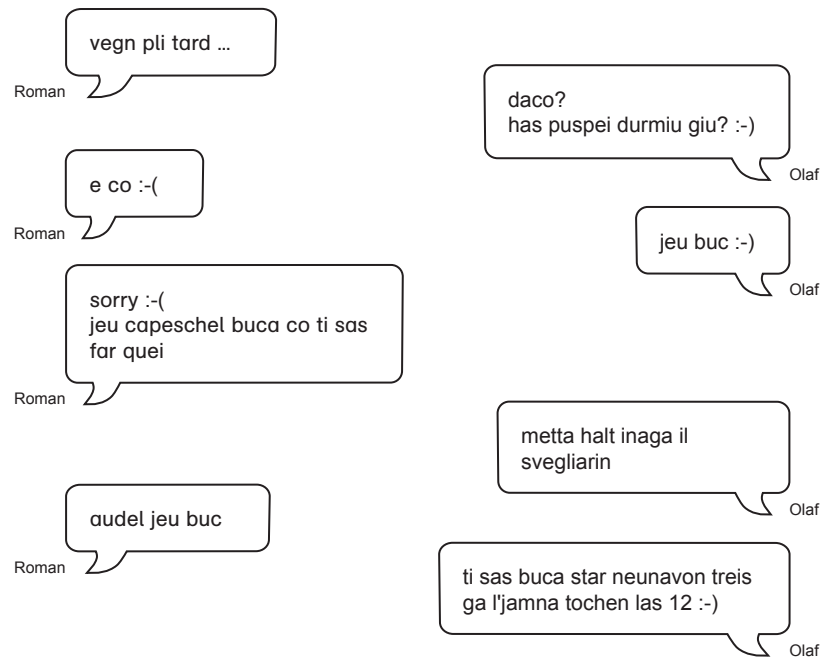 vegn pli tard ...
Roman
daco?
has puspei durmiu giu? :-)
Olaf
e co :-(
Roman
jeu buc :-)
Olaf
sorry :-(
jeu capeschel buca co ti sas
far quei
Roman
metta halt inaga il
svegliarin
Olaf
audel jeu buc
Roman
ti sas buca star neunavon treis
ga l'jamna tochen las 12 :-)
Olaf